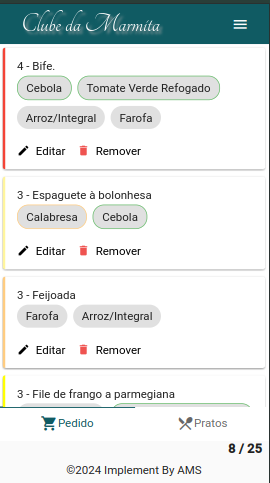 Clube da Marmita
4 - Bife.
Cebola
Tomate Verde Refogado
Arroz/Integral
Farofa
Editar
Remover
3 - Espaguete à bolonhesa
Calabresa
Cebola
Editar
Remover
3 - Feijoada
Farofa
Arroz/Integral
Editar
Remover
3 - File de frango a parmegiana
Pedido
Pratos
8 / 25
©2024 Implement By AMS